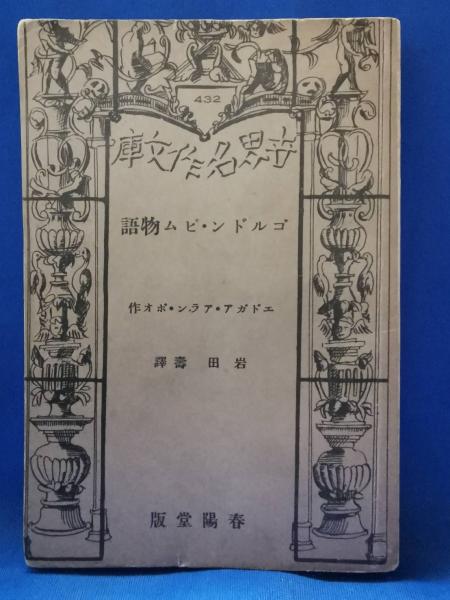 432
世界名作文庫
ゴルドン・ピム物語
エドガア・アラン・ポオ作
岩田壽譯
春陽堂版